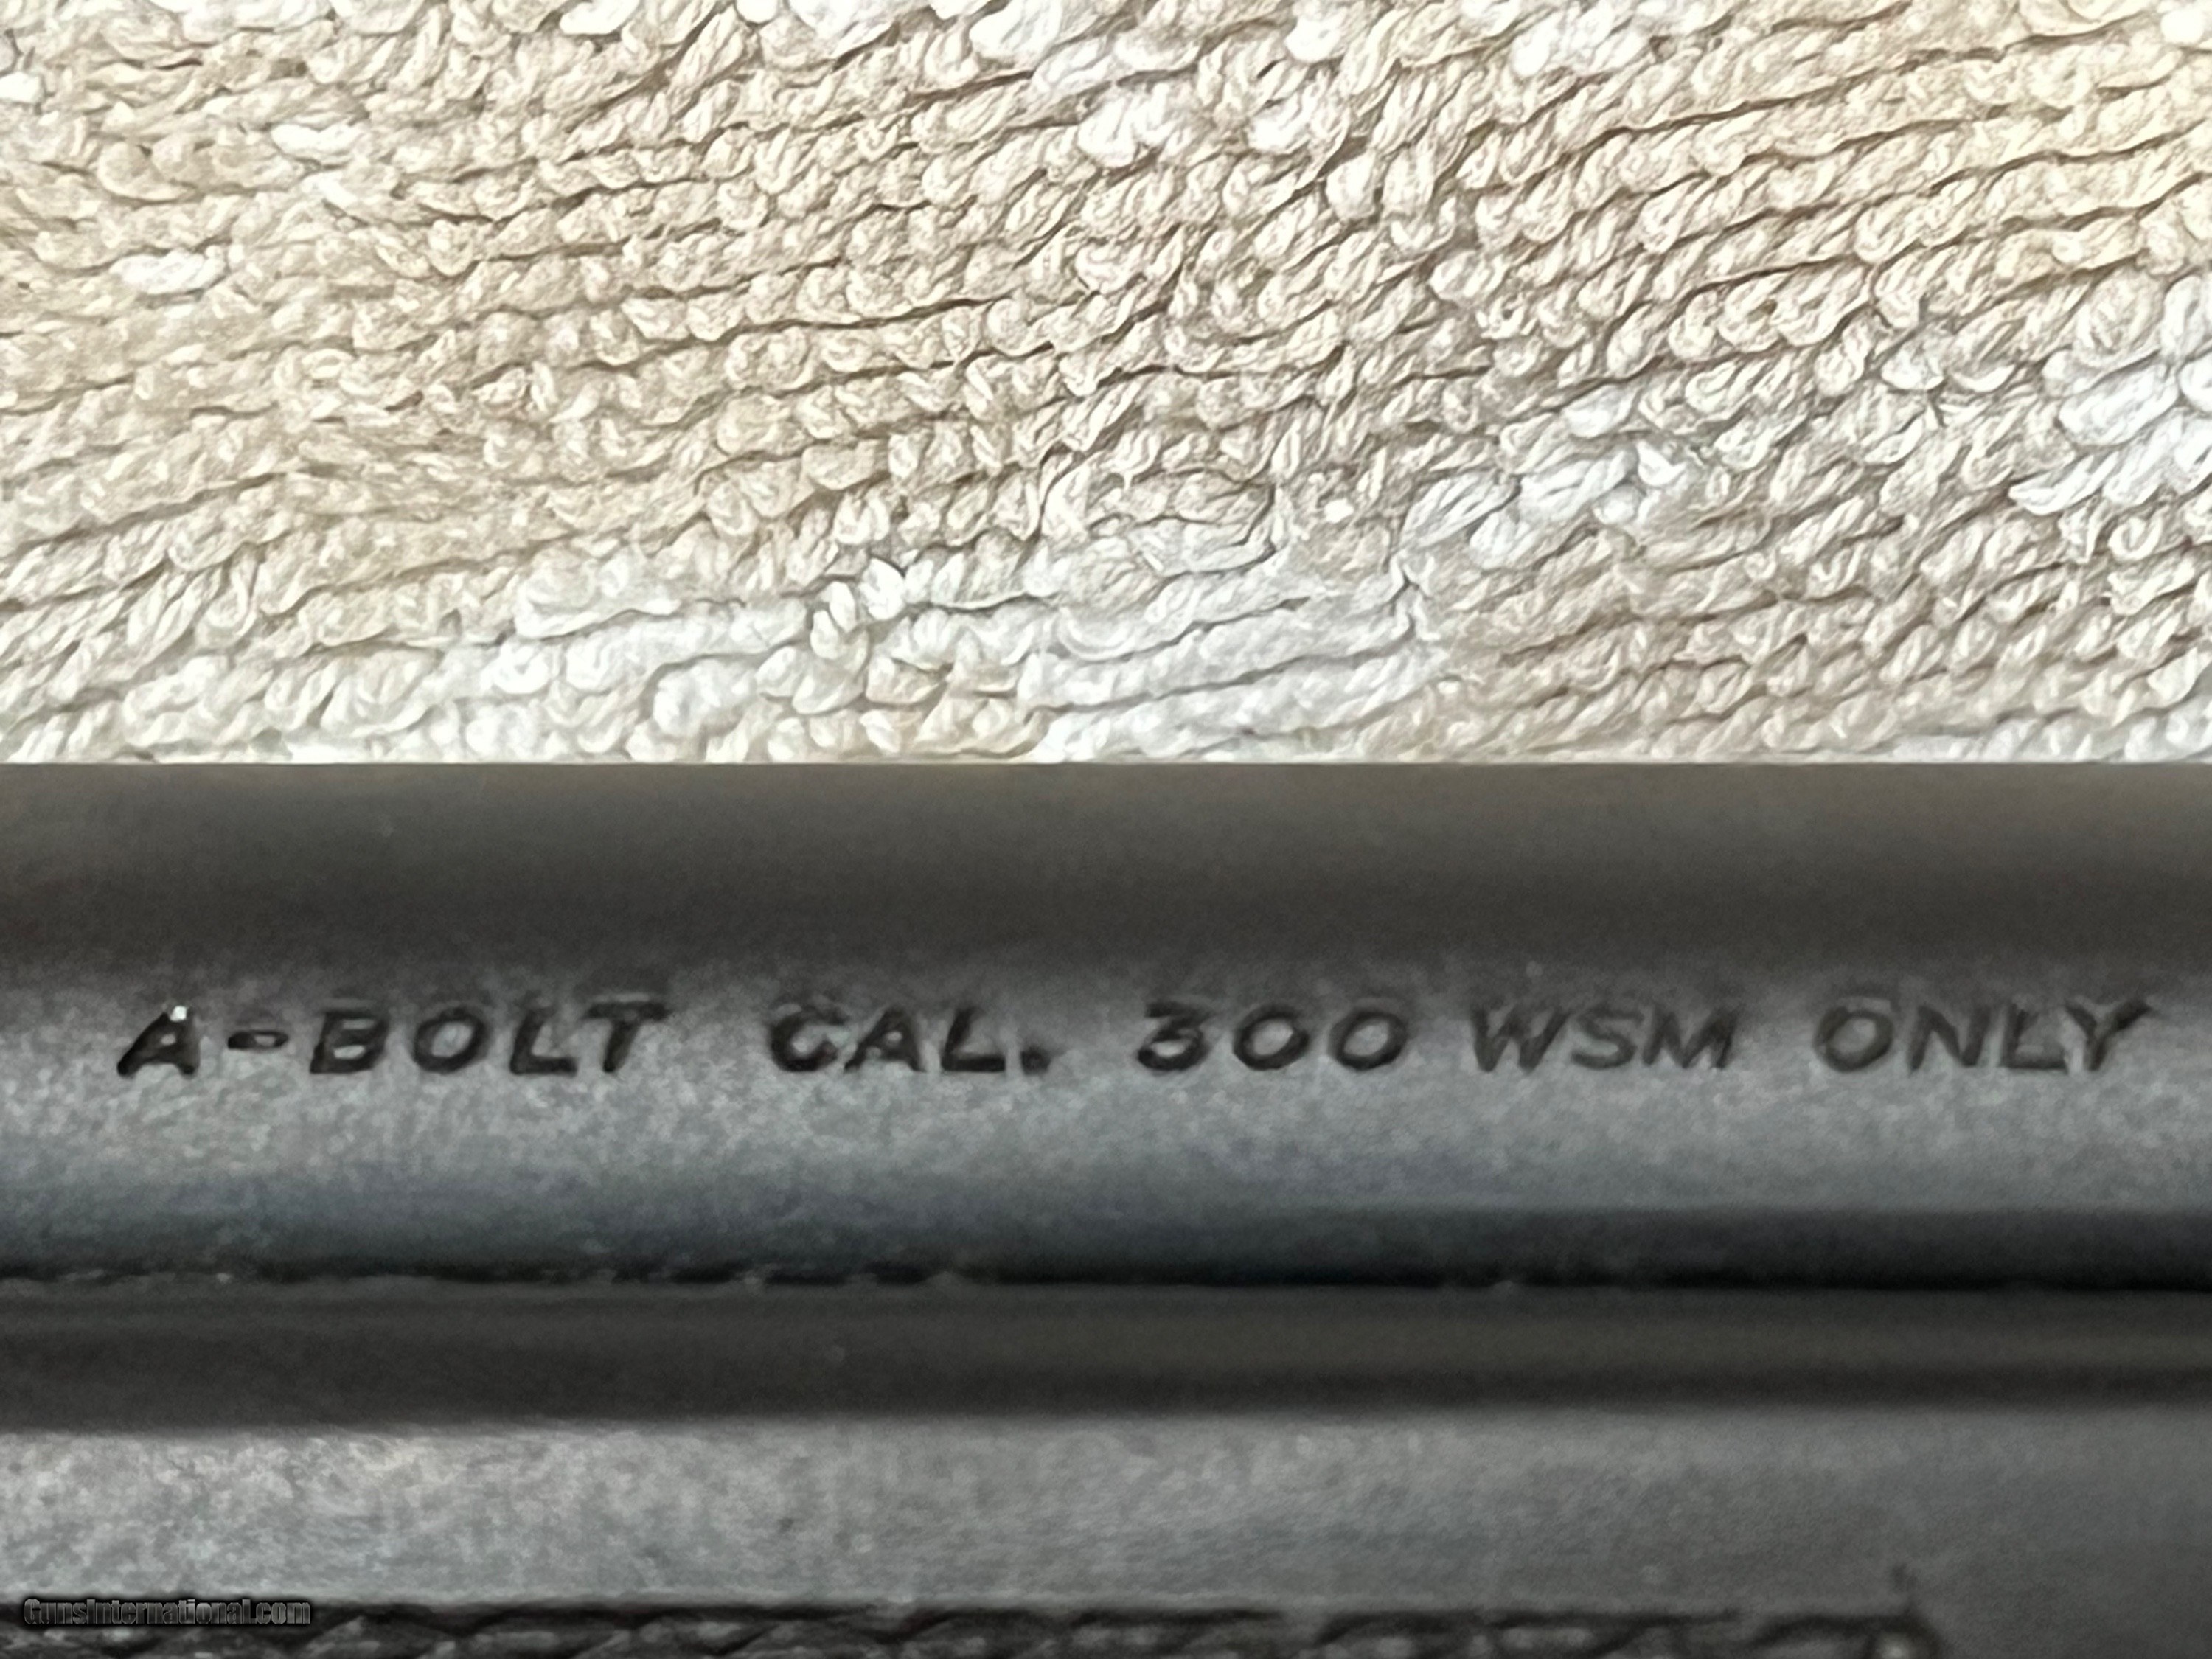 A-BOLT CAL. 300 WSM ONLY
GunsInternational.com